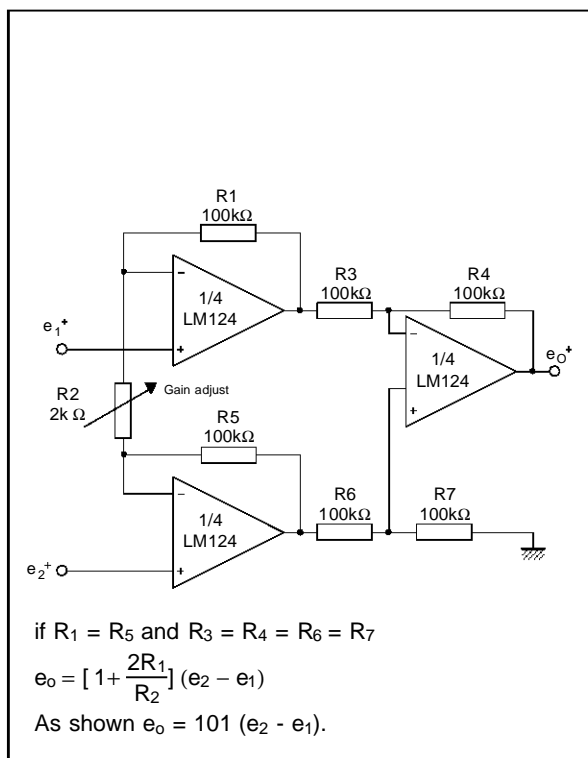 R1
100kΩ
R3
100kΩ
R4
100kΩ
1/4
LM124
e1+
1/4
LM124
eO+
R2
2k Ω
Gain adjust
R5
100kΩ
1/4
LM124
R6
100kΩ
R7
100kΩ
e2+
if R1 = R5 and R3 = R4 = R6 = R7
eo = [ 1+ 2R1/R2 ] (e2 – e1)
As shown eo = 101 (e2 - e1).